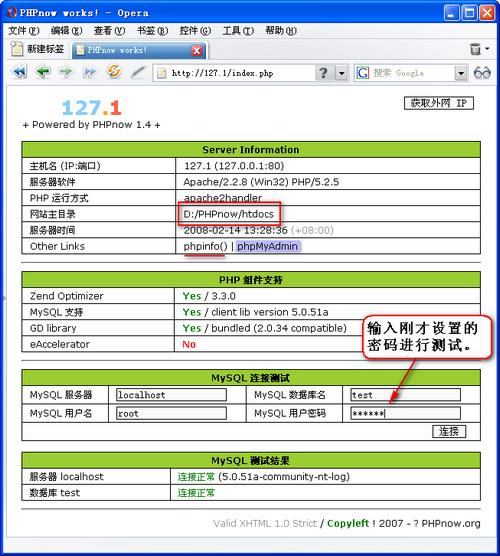 PHPnow works! - Opera
文件(F) 编辑(E) 查看(V) 书签(B) 控件(G) 工具(T) 帮助(H)
新建标签 PHPnow works!
http://127.1/index.php ? G 搜索 Google
127.1 获取外网 IP
+ Powered by PHPnow 1.4 +
Server Information
主机名 (IP:端口) 127.1 (127.0.0.1:80)
服务器软件 Apache/2.2.8 (Win32) PHP/5.2.5
PHP 运行方式 apache2handler
网站主目录 D:/PHPnow/htdocs
服务器时间 2008-02-14 13:28:36 (+08:00)
Other Links phpinfo() | phpMyAdmin
PHP 组件支持
Zend Optimizer Yes / 3.3.0
MySQL 支持 Yes / client lib version 5.0.51a
GD library Yes / bundled (2.0.34 compatible)
eAccelerator No
输入刚才设置的
密码进行测试。
MySQL 连接测试
MySQL 服务器 localhost MySQL 数据库名 test
MySQL 用户名 root MySQL 用户密码 ******
连接
MySQL 测试结果
服务器 localhost 连接正常 (5.0.51a-community-nt-log)
数据库 test 连接正常
Valid XHTML 1.0 Strict / Copyleft ! 2007 - ? PHPnow.org